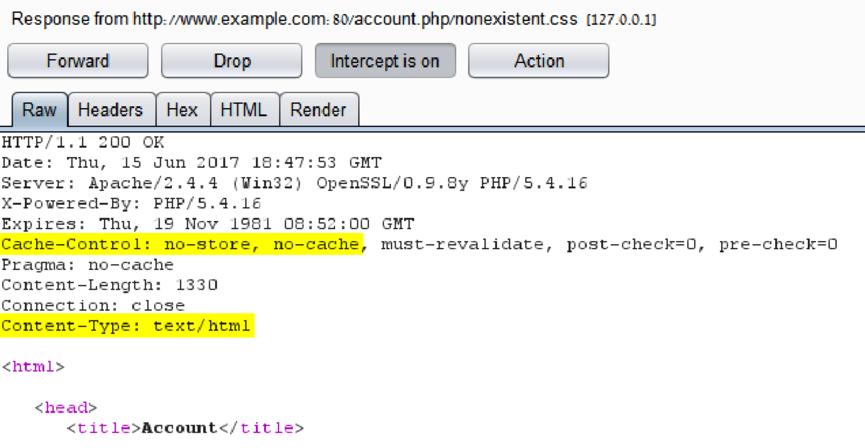 Response from http://www.example.com:80/account.php/nonexistent.css [127.0.0.1]
Forward Drop Intercept is on Action
Raw Headers Hex HTML Render
HTTP/1.1 200 OK
Date: Thu, 15 Jun 2017 18:47:53 GMT
Server: Apache/2.4.4 (Win32) OpenSSL/0.9.8y PHP/5.4.16
X-Powered-By: PHP/5.4.16
Expires: Thu, 19 Nov 1981 08:52:00 GMT
Cache-Control: no-store, no-cache, must-revalidate, post-check=0, pre-check=0
Pragma: no-cache
Content-Length: 1330
Connection: close
Content-Type: text/html
<html>
<head>
<title>Account</title>